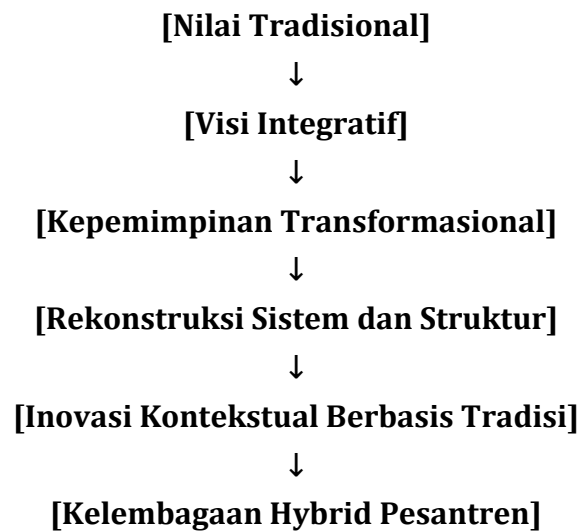 [Nilai Tradisional]
↓
[Visi Integratif]
↓
[Kepemimpinan Transformasional]
↓
[Rekonstruksi Sistem dan Struktur]
↓
[Inovasi Kontekstual Berbasis Tradisi]
↓
[Kelembagaan Hybrid Pesantren]